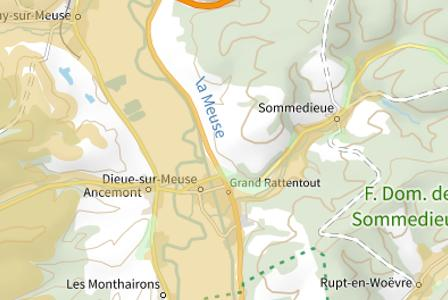 ny-sur-Meuse
La Meuse
Sommedieue
Dieue-sur-Meuse
Grand Rattentout
Ancemont
F. Dom. de
Sommedieu
Les Monthairons
Rupt-en-Woëvre